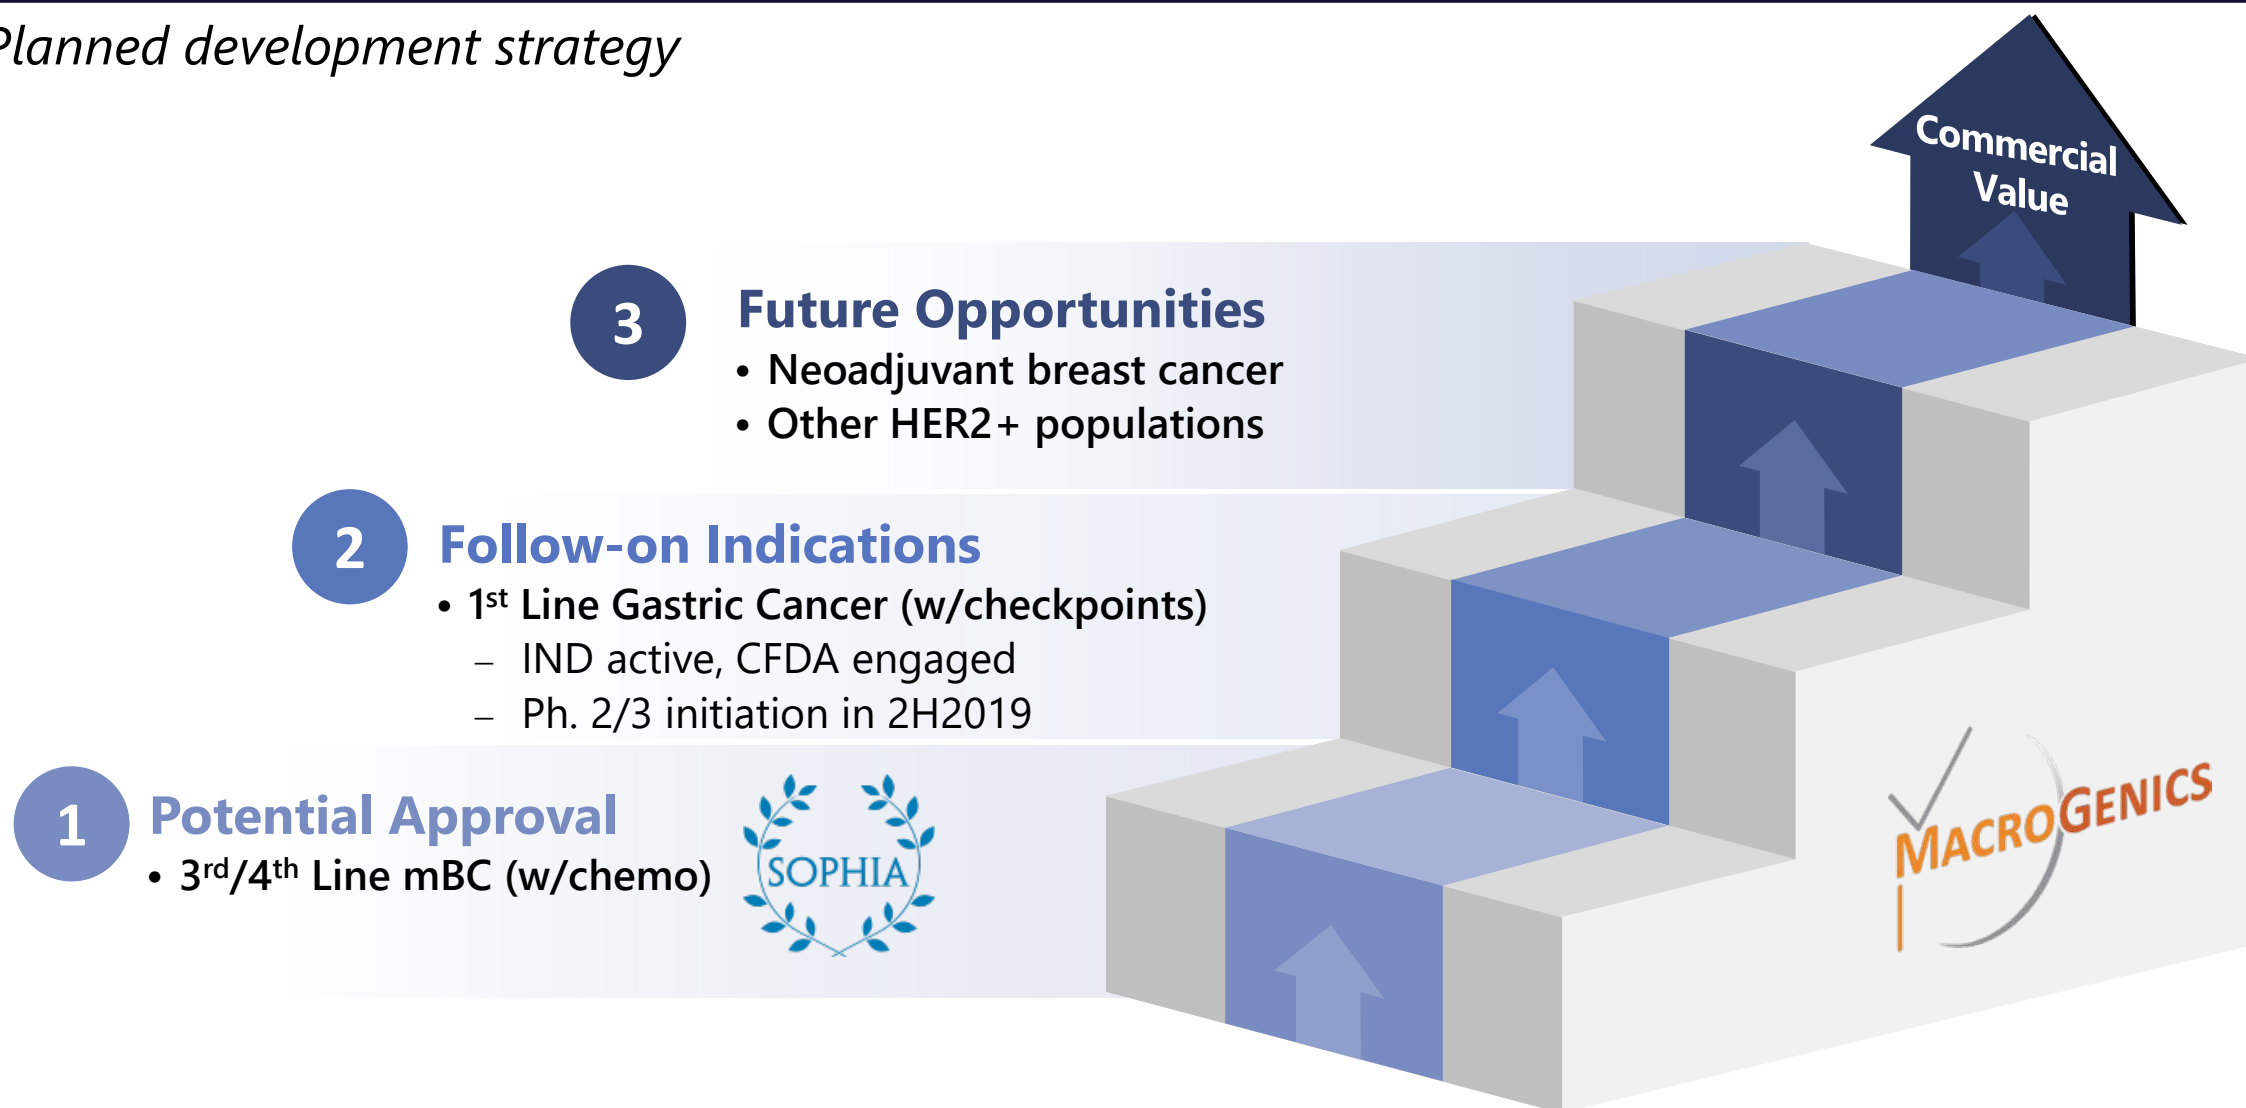 Planned development strategy
Commercial
Value
3
Future Opportunities
• Neoadjuvant breast cancer
• Other HER2+ populations
2
Follow-on Indications
• 1st Line Gastric Cancer (w/checkpoints)
– IND active, CFDA engaged
– Ph. 2/3 initiation in 2H2019
1
Potential Approval
• 3rd/4th Line mBC (w/chemo)
SOPHIA
MACROGENICS